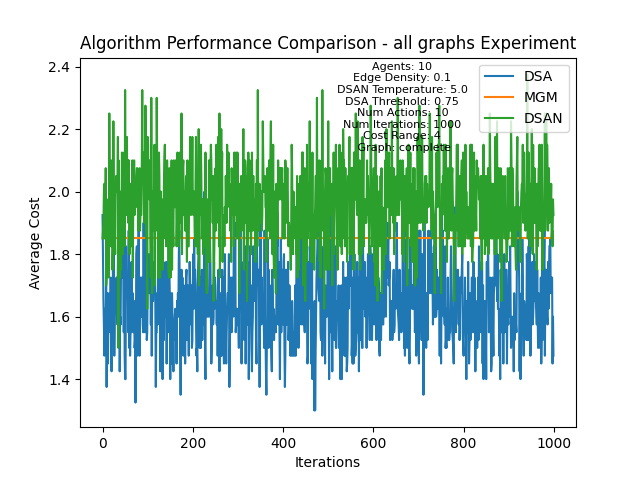 Algorithm Performance Comparison - all graphs Experiment
Agents: 10
Edge Density: 0.1
DSAN Temperature: 5.0
DSA Threshold: 0.75
Num Actions: 10
Num Iterations: 1000
Cost Range: 4
Graph: complete
DSA
MGM
DSAN
2.4
2.2
2.0
1.8
1.6
1.4
Average Cost
0
200
400
600
800
1000
Iterations